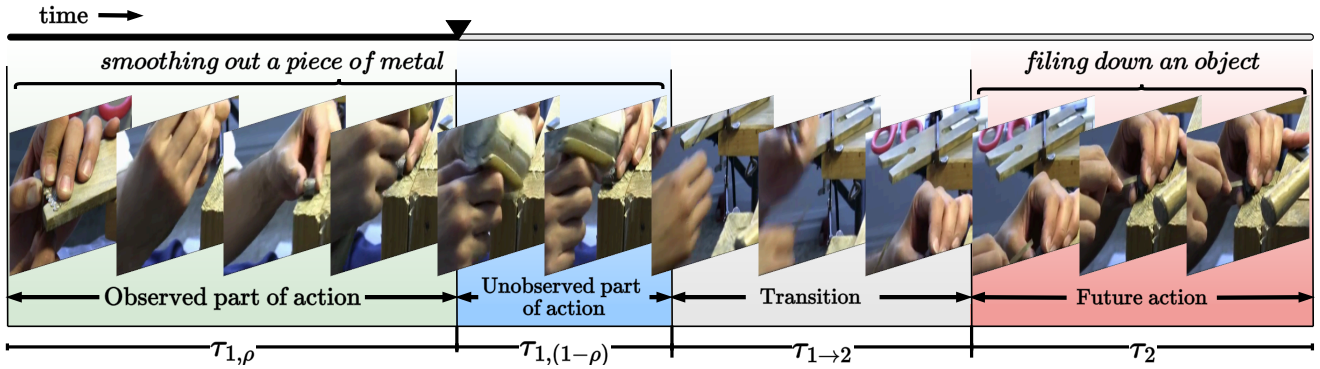 time
smoothing out a piece of metal
filing down an object
Observed part of action
Unobserved part
of action
Transition
Future action
τ1,ρ
τ1,(1−ρ)
τ1→2
τ2